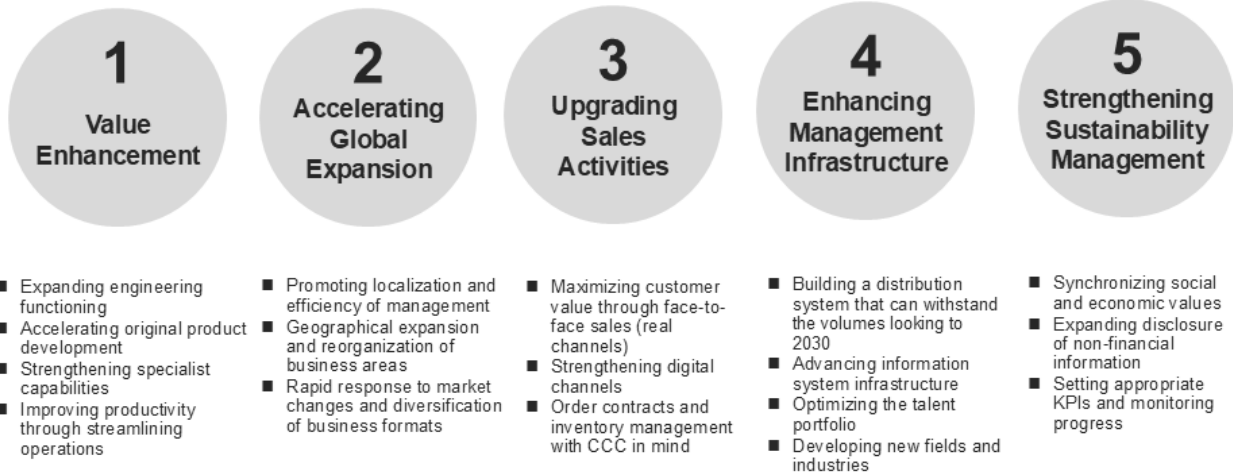 1
Value
Enhancement
2
Accelerating
Global
Expansion
3
Upgrading
Sales
Activities
4
Enhancing
Management
Infrastructure
5
Strengthening
Sustainability
Management
■ Expanding engineering
functioning
■ Accelerating original product
development
■ Strengthening specialist
capabilities
■ Improving productivity
through streamlining
operations
■ Promoting localization and
efficiency of management
■ Geographical expansion
and reorganization of
business areas
■ Rapid response to market
changes and diversification
of business formats
■ Maximizing customer
value through face-to-
face sales (real
channels)
■ Strengthening digital
channels
■ Order contracts and
inventory management
with CCC in mind
■ Building a distribution
system that can withstand
the volumes looking to
2030
■ Advancing information
system infrastructure
■ Optimizing the talent
portfolio
■ Developing new fields and
industries
■ Synchronizing social
and economic values
■ Expanding disclosure
of non-financial
information
■ Setting appropriate
KPIs and monitoring
progress